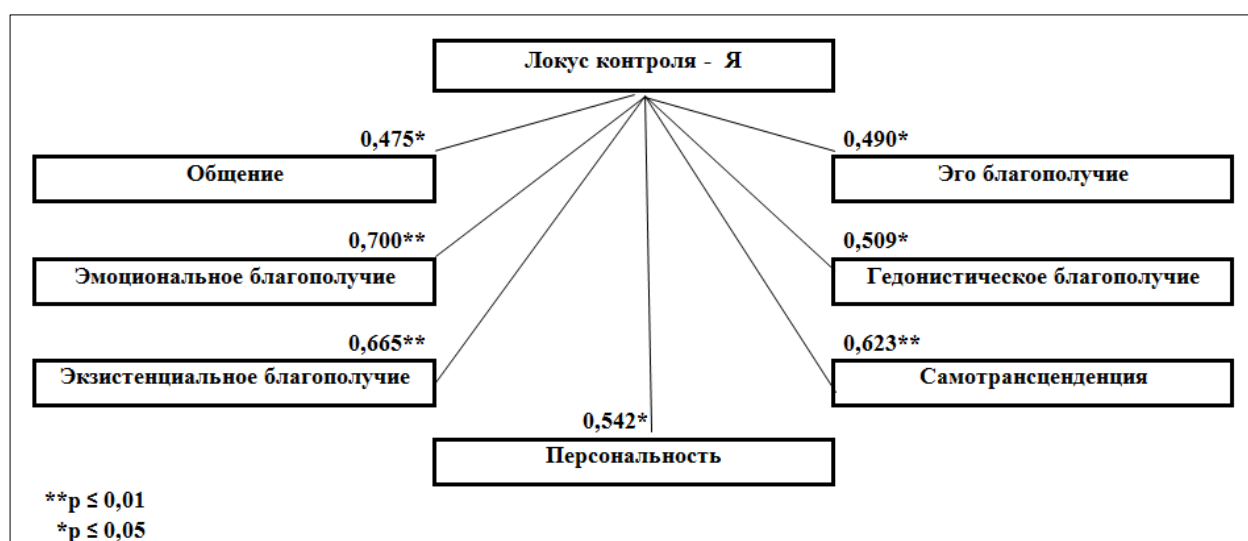 Локус контроля - Я
0,475*
0,490*
Общение
Эго благополучие
0,700**
0,509*
Эмоциональное благополучие
Гедонистическое благополучие
0,665**
0,623**
Экзистенциальное благополучие
Самотрансценденция
0,542*
Персональность
**p ≤ 0,01
*p ≤ 0,05